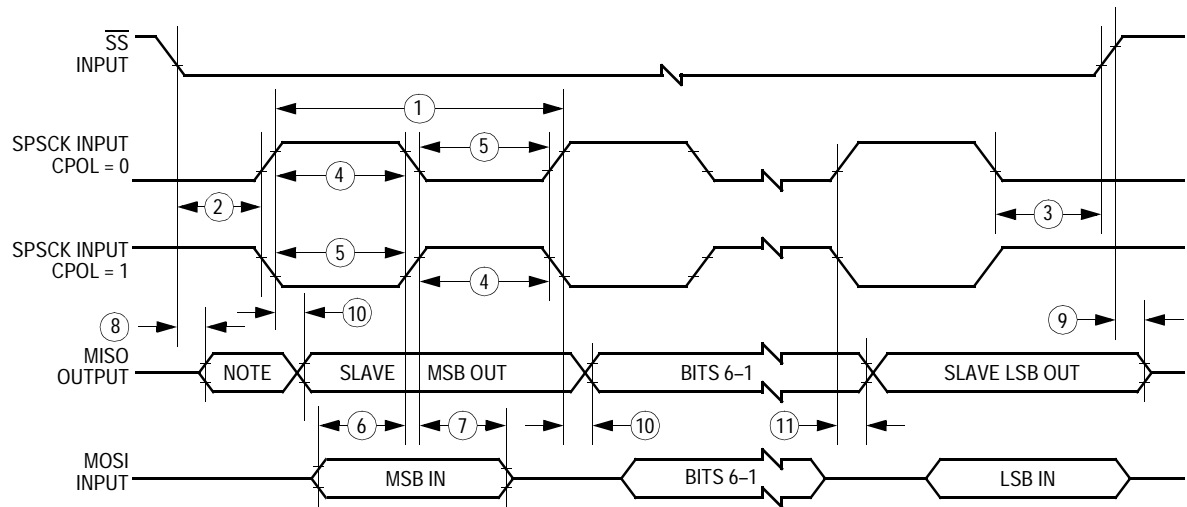 SS
INPUT
1
SPSCK INPUT
CPOL = 0
5
4
2
3
SPSCK INPUT
CPOL = 1
5
4
8
10
9
MISO
OUTPUT
NOTE
SLAVE MSB OUT
BITS 6–1
SLAVE LSB OUT
6
7
10
11
MOSI
INPUT
MSB IN
BITS 6–1
LSB IN